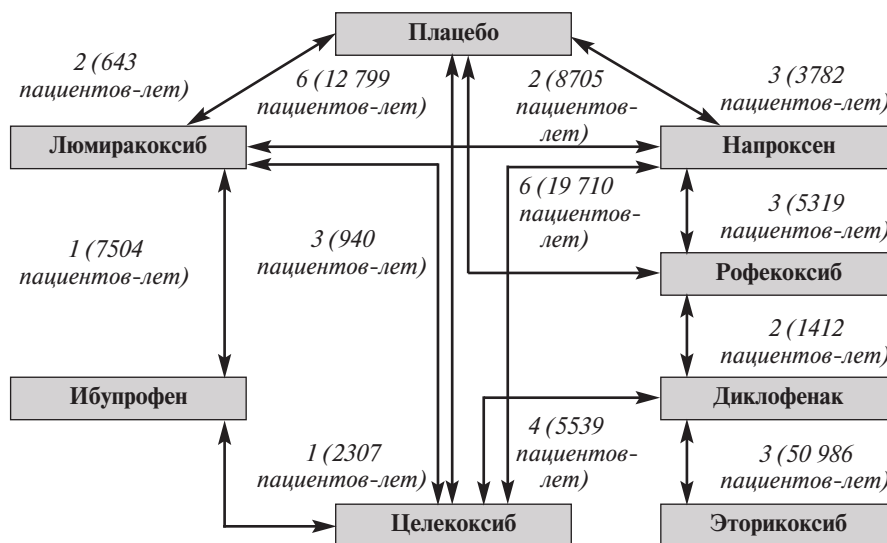 Плацебо
2 (643
пациентов-лет)
6 (12 799
пациентов-лет)
2 (8705
пациентов-
лет)
3 (3782
пациентов-лет)
Люмиракоксиб
Напроксен
1 (7504
пациентов-лет)
3 (940
пациентов-лет)
6 (19 710
пациентов-
лет)
3 (5319
пациентов-лет)
Рофекоксиб
2 (1412
пациентов-лет)
Ибупрофен
Диклофенак
1 (2307
пациентов-лет)
4 (5539
пациентов-
лет)
3 (50 986
пациентов-лет)
Целекоксиб
Эторикоксиб